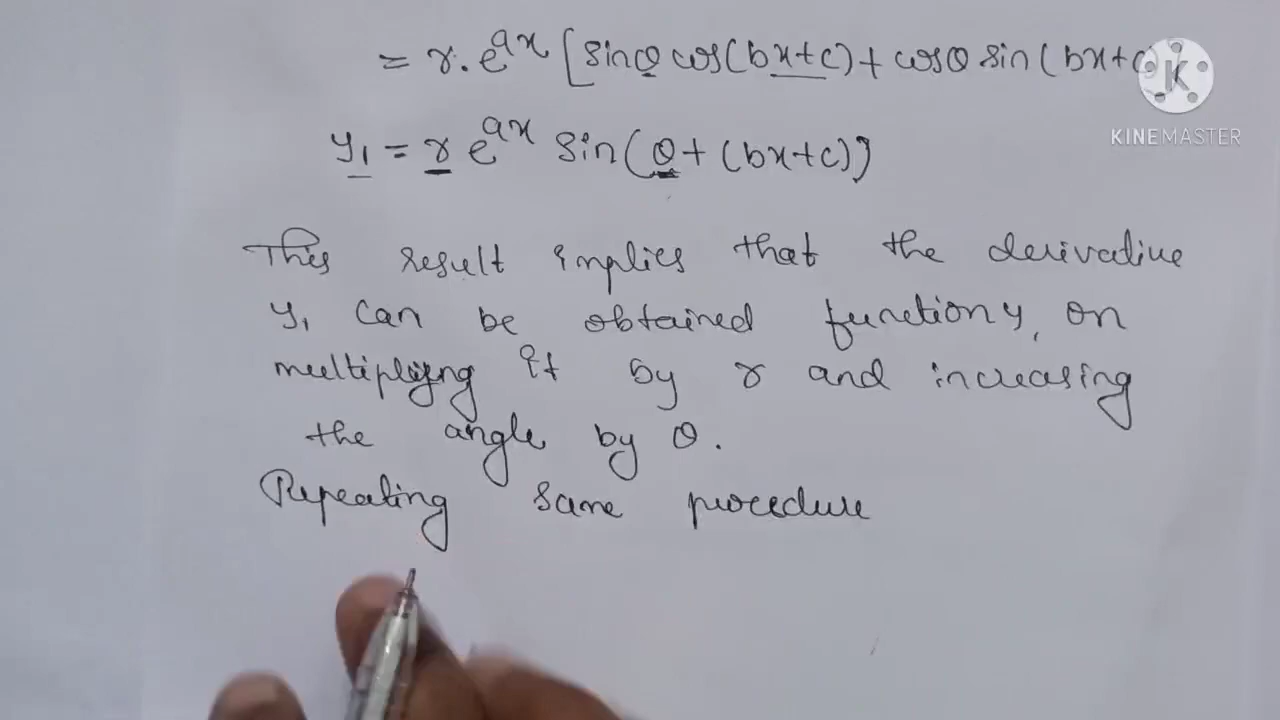 = r. e^ax [sinθ cos(bx+c) + cosθ sin(bx+c)
KINEMASTER
y₁ = r e^ax sin(θ + (bx+c))
This result implies that the derivative
y₁ can be obtained function y, on
multiplying it by r and increasing
the angle by θ.
Repeating same procedure